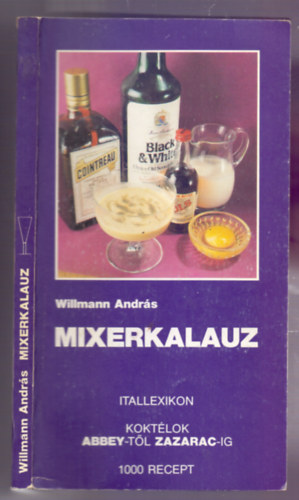 COINTREAU
Black
& White
Willmann András
MIXERKALAUZ
ITALLEXIKON
KOKTÉLOK
ABBEY-TŐL ZAZARAC-IG
1000 RECEPT
Willmann András MIXERKALAUZ